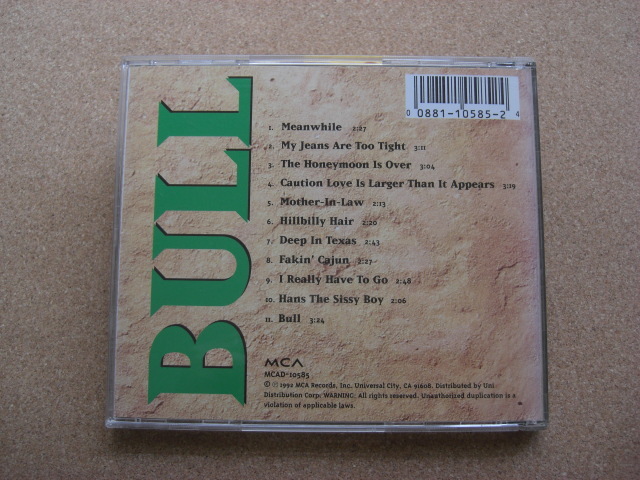 BULL
0 0881-10585-2 4
1. Meanwhile 2:27
2. My Jeans Are Too Tight 3:11
3. The Honeymoon Is Over 3:04
4. Caution Love Is Larger Than It Appears 3:19
5. Mother-In-Law 2:13
6. Hillbilly Hair 2:20
7. Deep In Texas 2:43
8. Fakin' Cajun 2:27
9. I Really Have To Go 2:48
10. Hans The Sissy Boy 2:06
11. Bull 3:24
MCA
MCAD-10585
© ℗ 1992 MCA Records, Inc. Universal City, CA 91608. Distributed by Uni
Distribution Corp: WARNING: All rights reserved. Unauthorized duplication is a
violation of applicable laws.